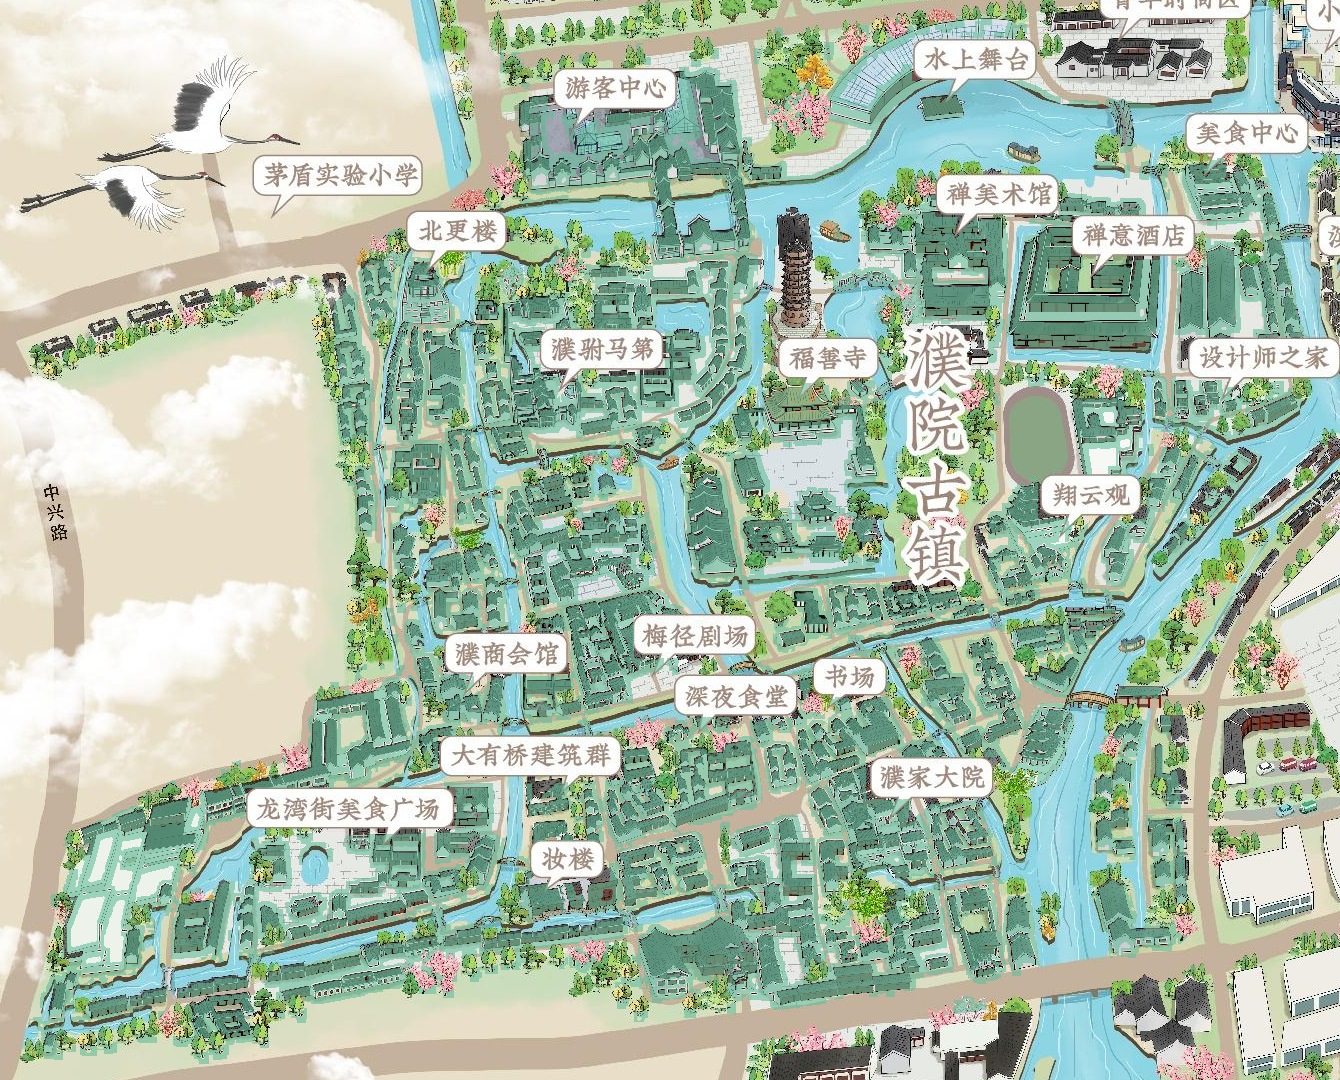 水上舞台
游客中心
美食中心
茅盾实验小学
禅美术馆
北更楼
禅意酒店
濮驸马第
福善寺
设计师之家
濮院古镇
翔云观
中兴路
梅径剧场
濮商会馆
书场
深夜食堂
大有桥建筑群
濮家大院
龙湾街美食广场
妆楼